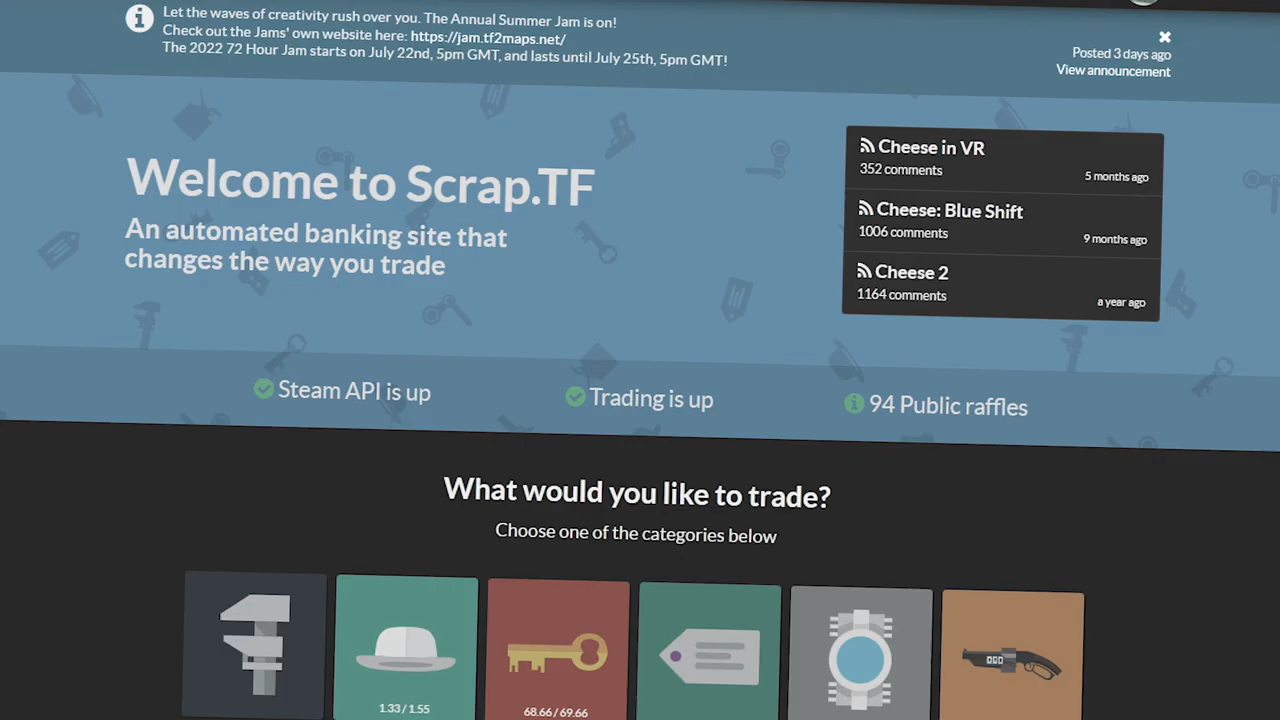 Let the waves of creativity rush over you. The Annual Summer Jam is on!
Check out the Jams' own website here: https://jam.tf2maps.net/
The 2022 72 Hour Jam starts on July 22nd, 5pm GMT, and lasts until July 25th, 5pm GMT!
Posted 3 days ago
View announcement
Welcome to Scrap.TF
An automated banking site that
changes the way you trade
Cheese in VR
352 comments
5 months ago
Cheese: Blue Shift
1006 comments
9 months ago
Cheese 2
1164 comments
a year ago
Steam API is up
Trading is up
94 Public raffles
What would you like to trade?
Choose one of the categories below
1.33 / 1.55
68.66 / 69.66